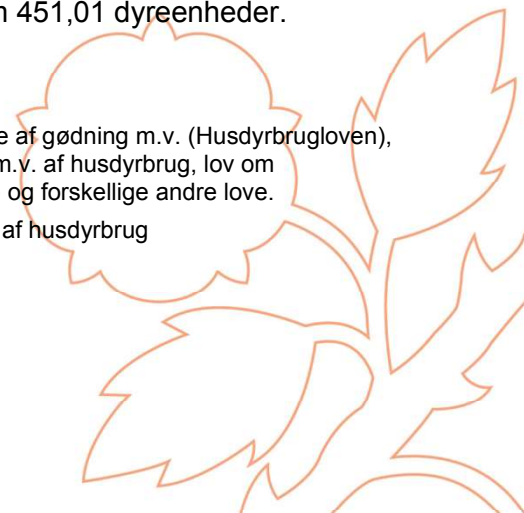 451,01 dyreenheder.
af gødning m.v. (Husdyrbrugloven),
m.v. af husdyrbrug, lov om
og forskellige andre love.
af husdyrbrug